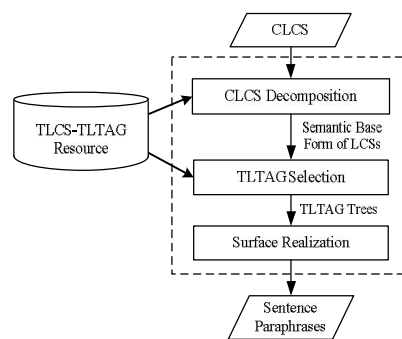 CLCS
CLCS Decomposition
TLCS-TLTAG
Resource
Semantic Base
Form of LCSs
TLTAG Selection
TLTAG Trees
Surface Realization
Sentence
Paraphrases